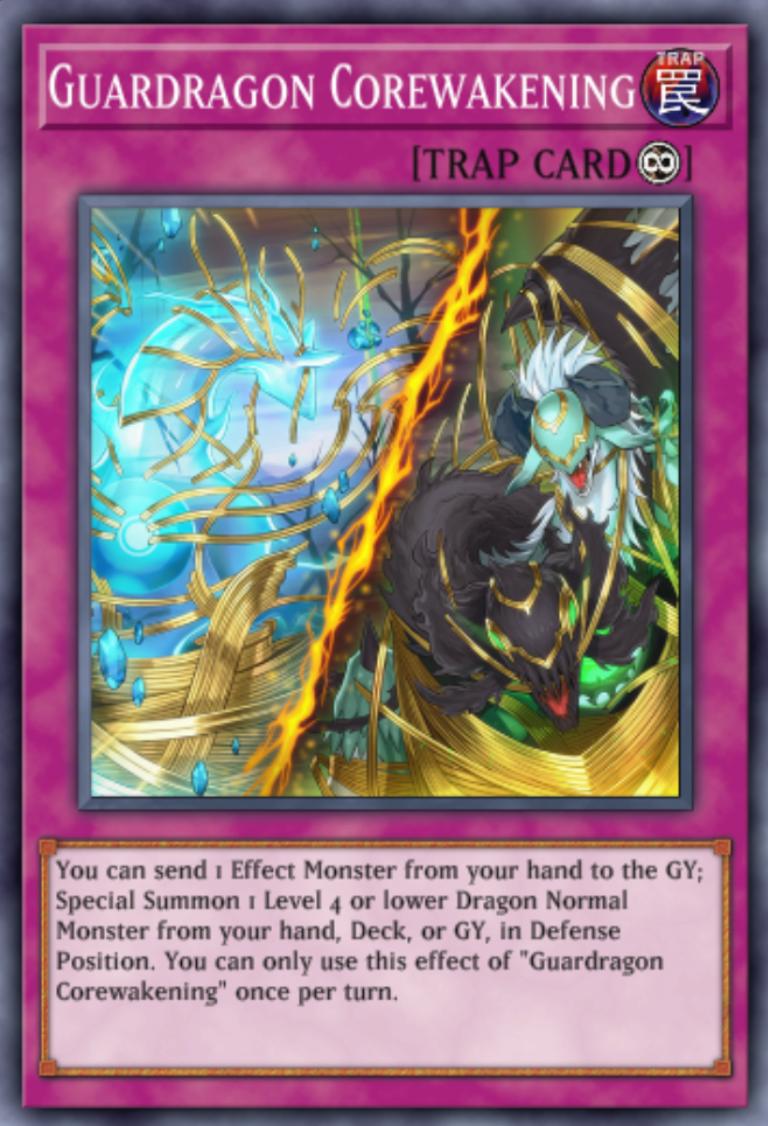 GUARDRAGON COREWAKENING
TRAP
罠
[TRAP CARD♾]
You can send 1 Effect Monster from your hand to the GY;
Special Summon 1 Level 4 or lower Dragon Normal
Monster from your hand, Deck, or GY, in Defense
Position. You can only use this effect of "Guardragon
Corewakening" once per turn.